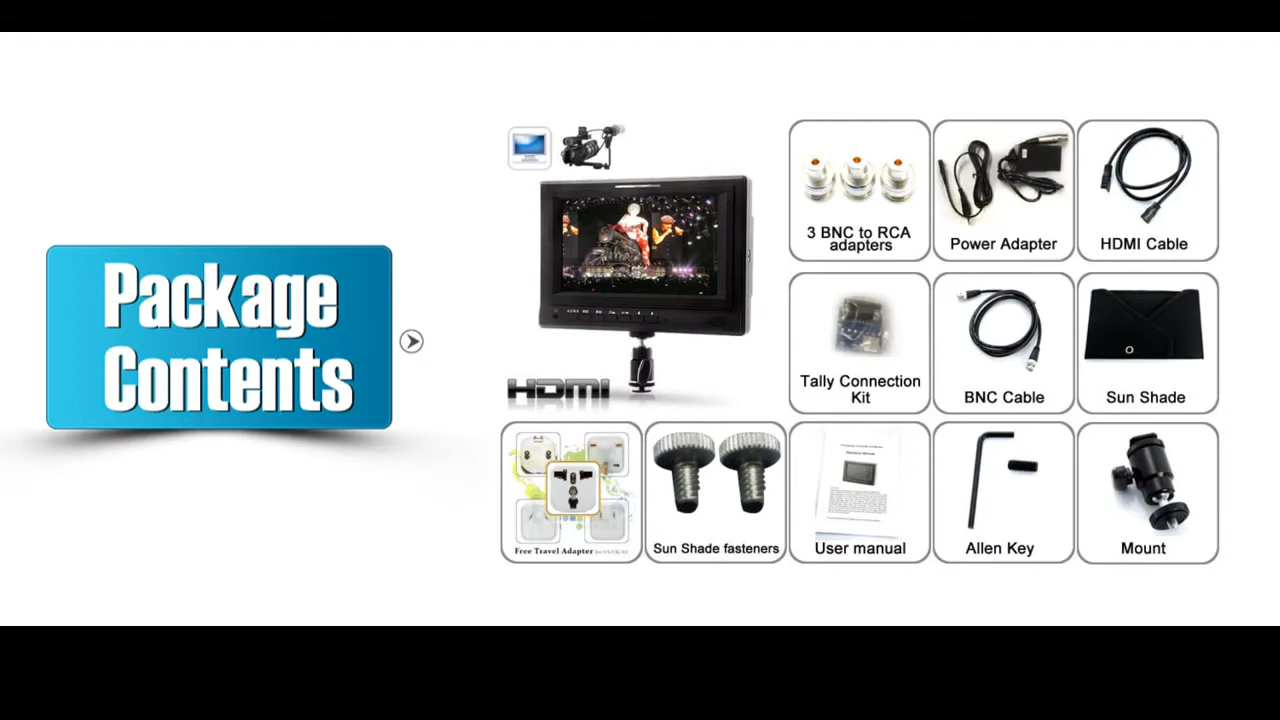 Package
Contents
HDMI
3 BNC to RCA
adapters
Power Adapter
HDMI Cable
Tally Connection
Kit
BNC Cable
Sun Shade
Free Travel Adapter
Sun Shade fasteners
User manual
Allen Key
Mount